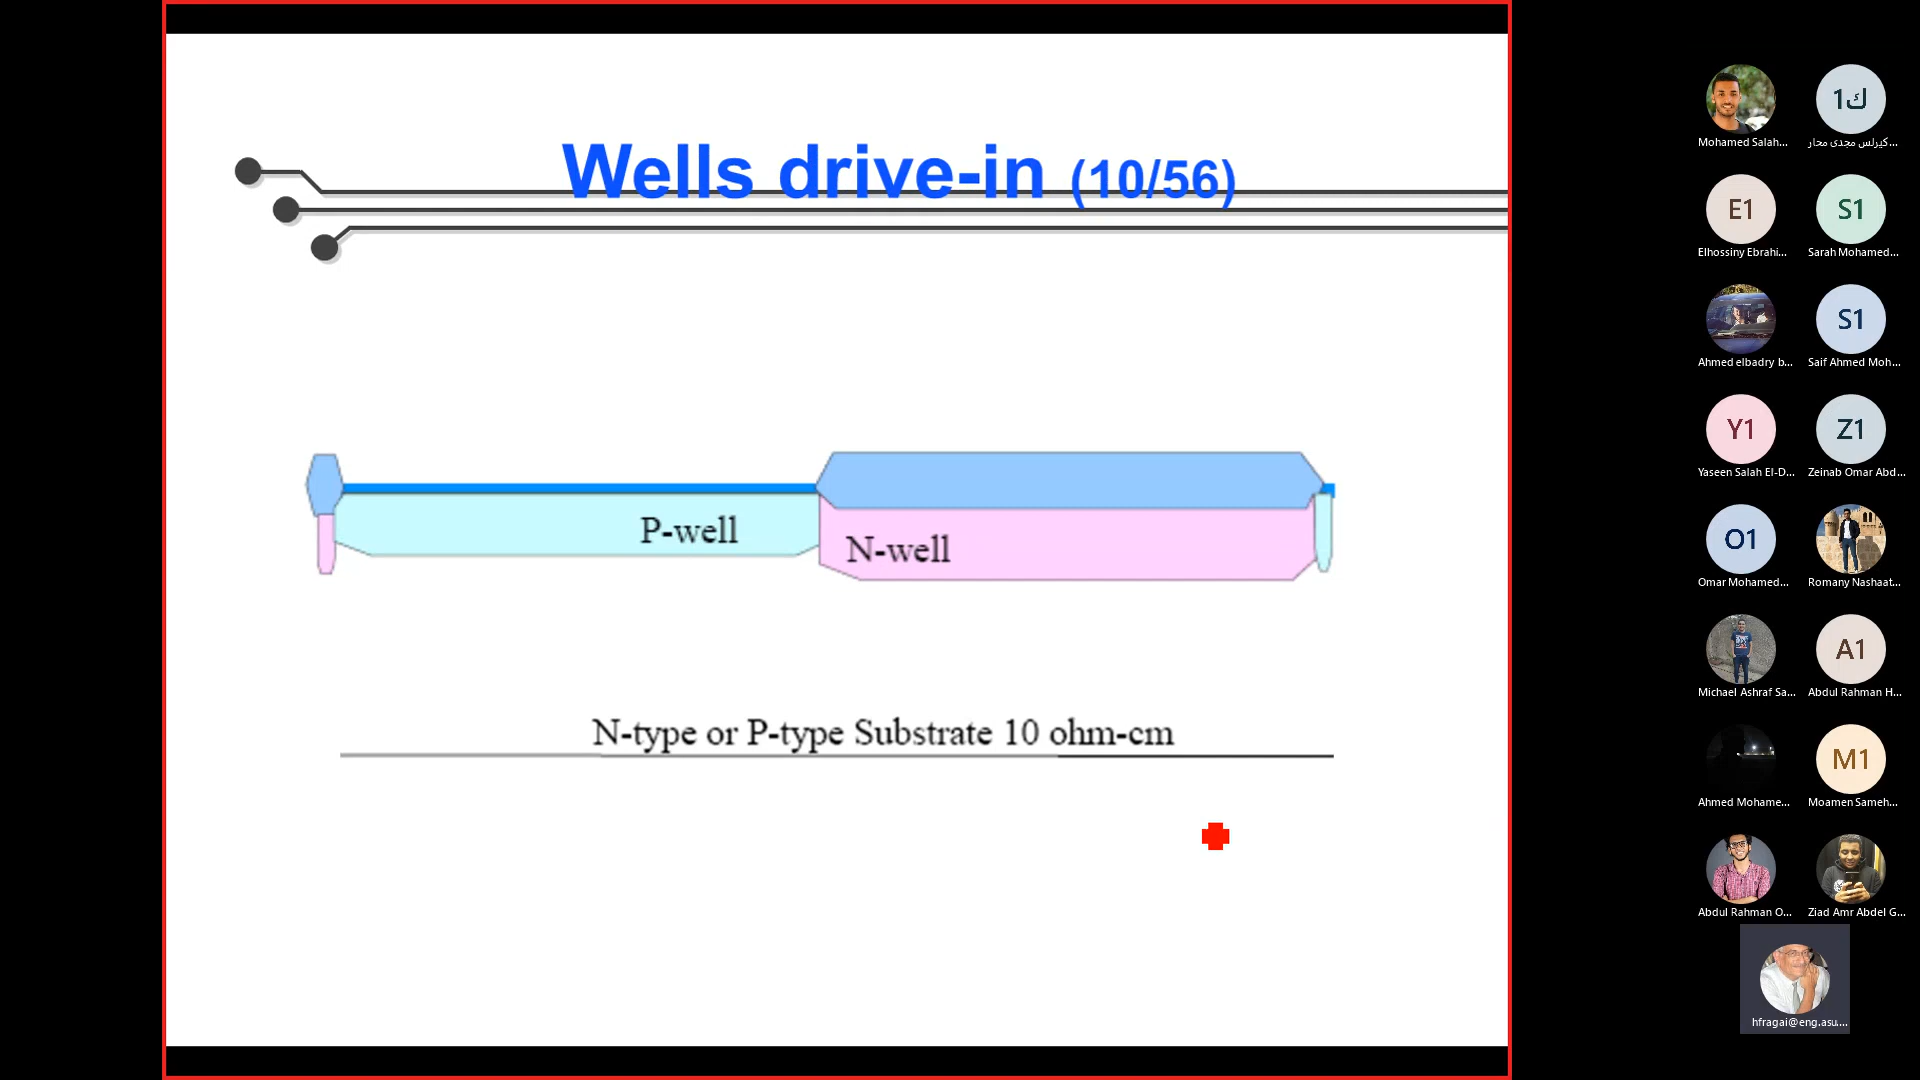 Wells drive-in (10/56)
P-well
N-well
N-type or P-type Substrate 10 ohm-cm
Mohamed Salah...
1ك
كيرلس مجدى محار...
E1
Elhossiny Ebrahi...
S1
Sarah Mohamed...
Ahmed elbadry b...
S1
Saif Ahmed Moh...
Y1
Yaseen Salah El-D...
Z1
Zeinab Omar Abd...
O1
Omar Mohamed...
Romany Nashaat...
Michael Ashraf Sa...
A1
Abdul Rahman H...
Ahmed Mohame...
M1
Moamen Sameh...
Abdul Rahman O...
Ziad Amr Abdel G...
hfragai@eng.asu....